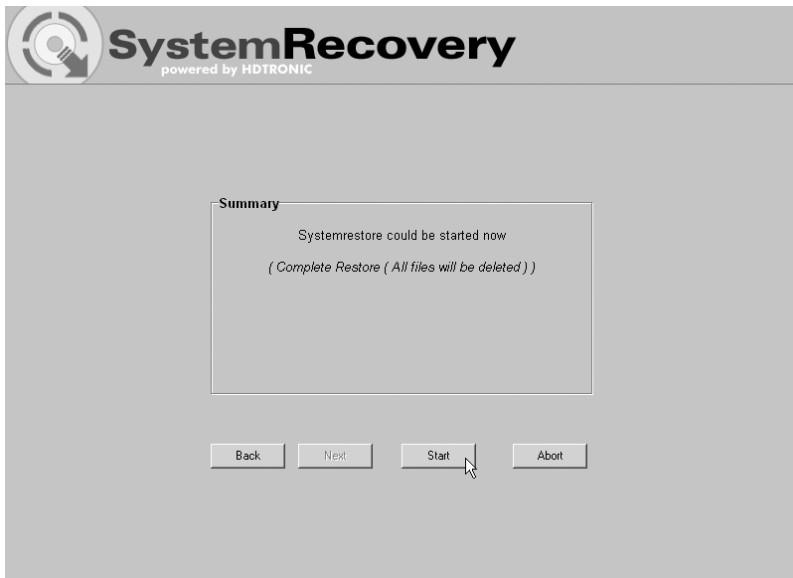 SystemRecovery
powered by HDTRONIC
Summary
Systemrestore could be started now
( Complete Restore ( All files will be deleted ) )
Back Next Start Abort